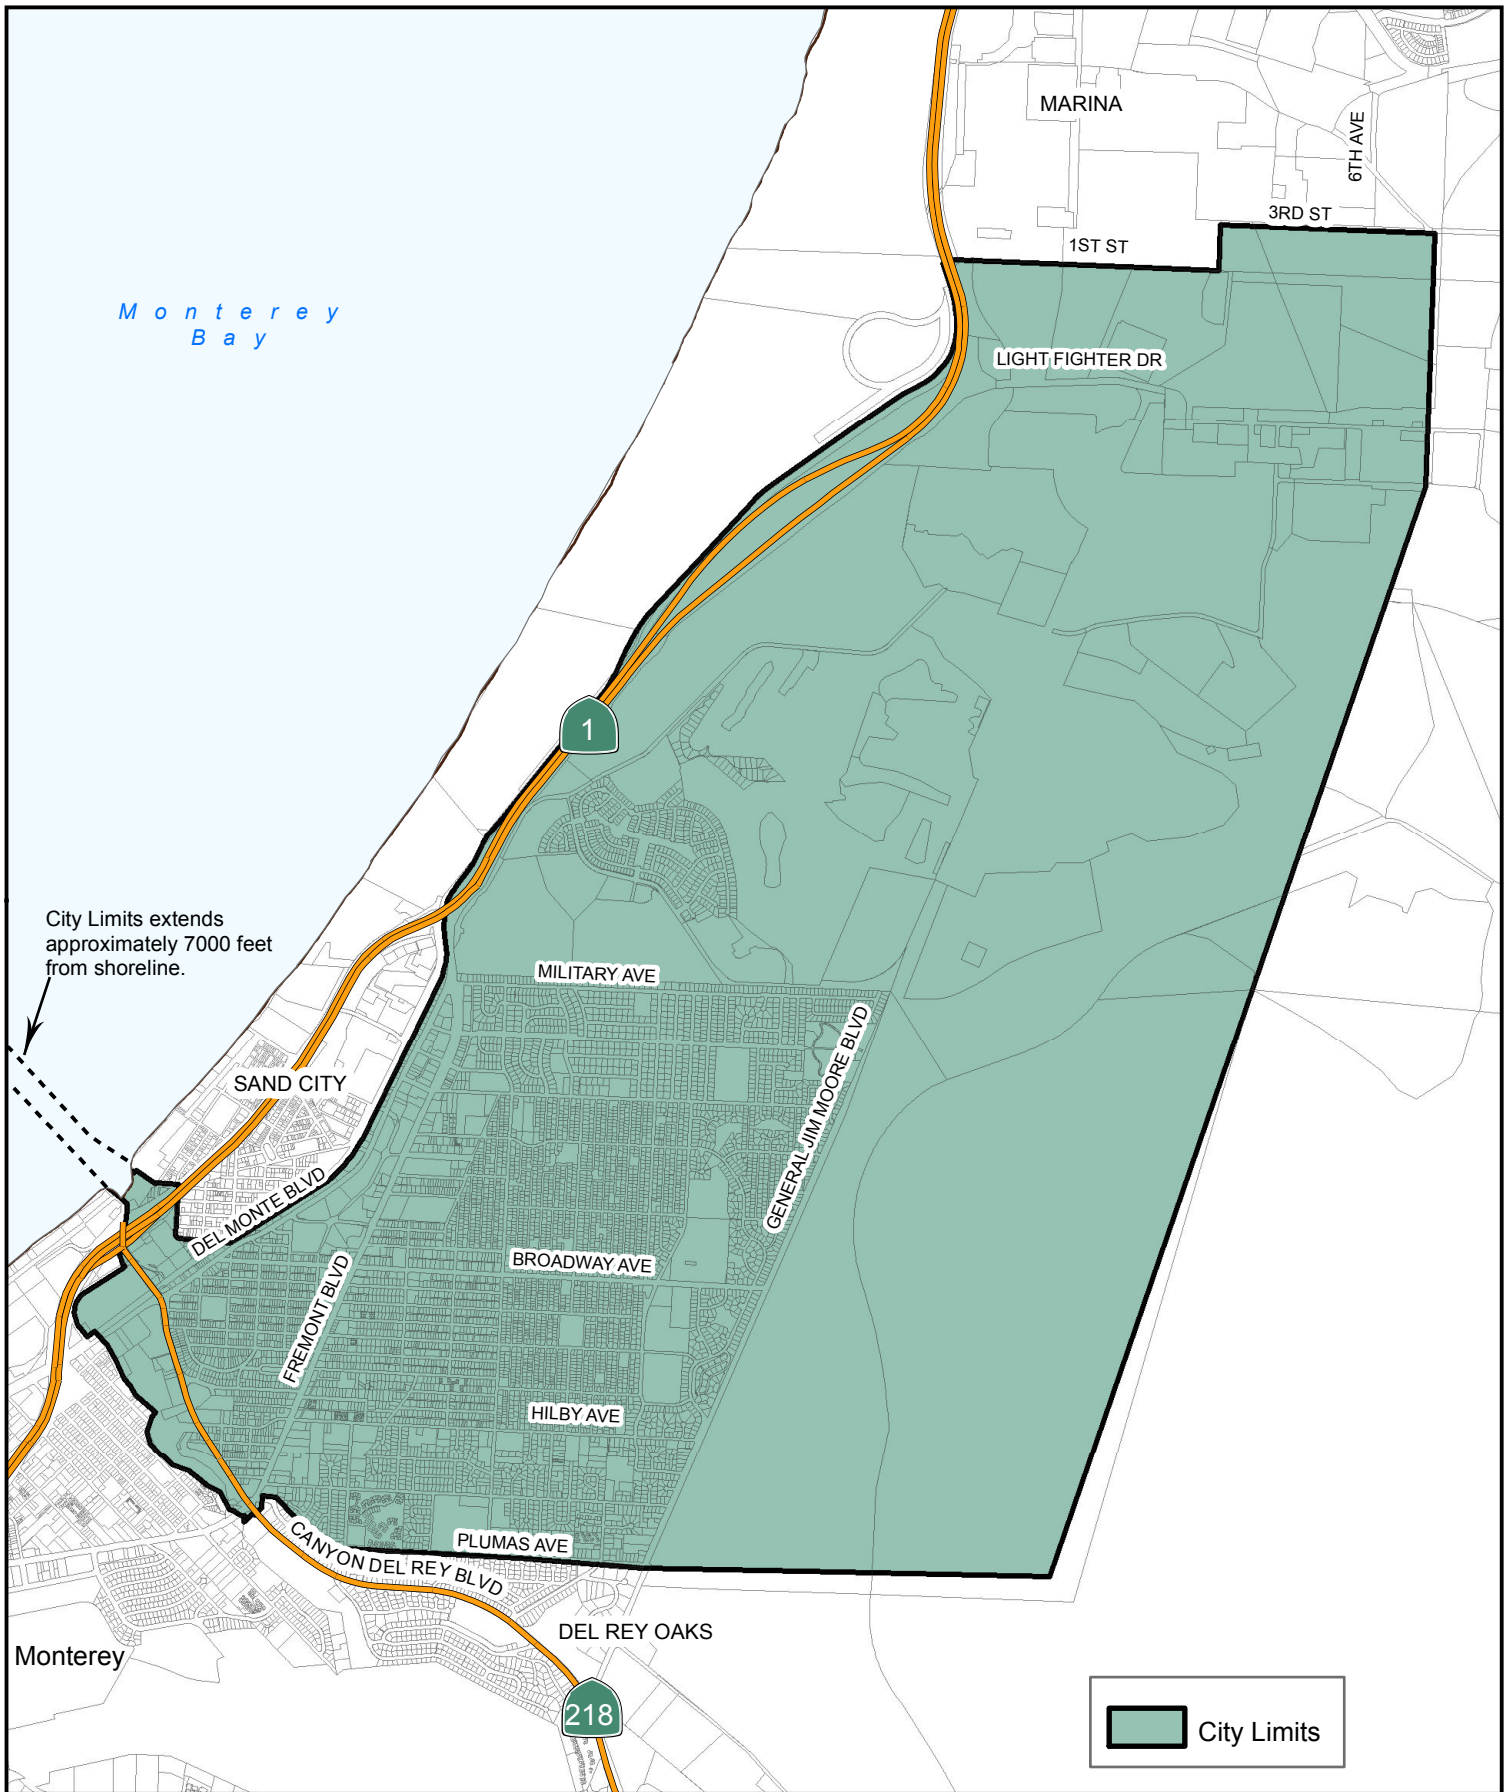 MARINA
6TH AVE
3RD ST
1ST ST
Monterey
Bay
LIGHT FIGHTER DR
1
City Limits extends
approximately 7000 feet
from shoreline.
MILITARY AVE
GENERAL JIM MOORE BLVD
SAND CITY
DEL MONTE BLVD
BROADWAY AVE
FREMONT BLVD
HILBY AVE
PLUMAS AVE
CANYON DEL REY BLVD
DEL REY OAKS
Monterey
218
City Limits